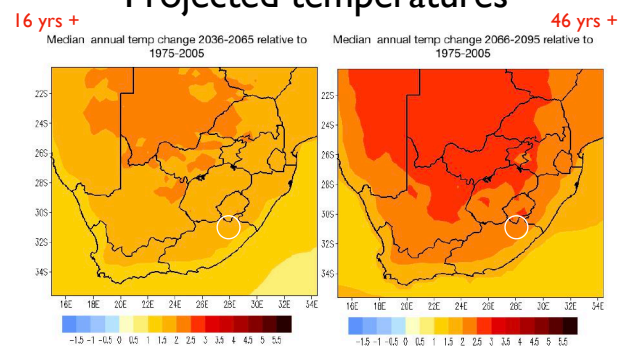 Projected temperatures
16 yrs +
46 yrs +
Median annual temp change 2036-2065 relative to
1975-2005
Median annual temp change 2066-2095 relative to
1975-2005
22S
24S
26S
28S
30S
32S
34S
16E 18E 20E 22E 24E 26E 28E 30E 32E 34E
-1.5 -1 -0.5 0 0.5 1 1.5 2 2.5 3 3.5 4 4.5 5 5.5
22S
24S
26S
28S
30S
32S
34S
16E 18E 20E 22E 24E 26E 28E 30E 32E 34E
-1.5 -1 -0.5 0 0.5 1 1.5 2 2.5 3 3.5 4 4.5 5 5.5